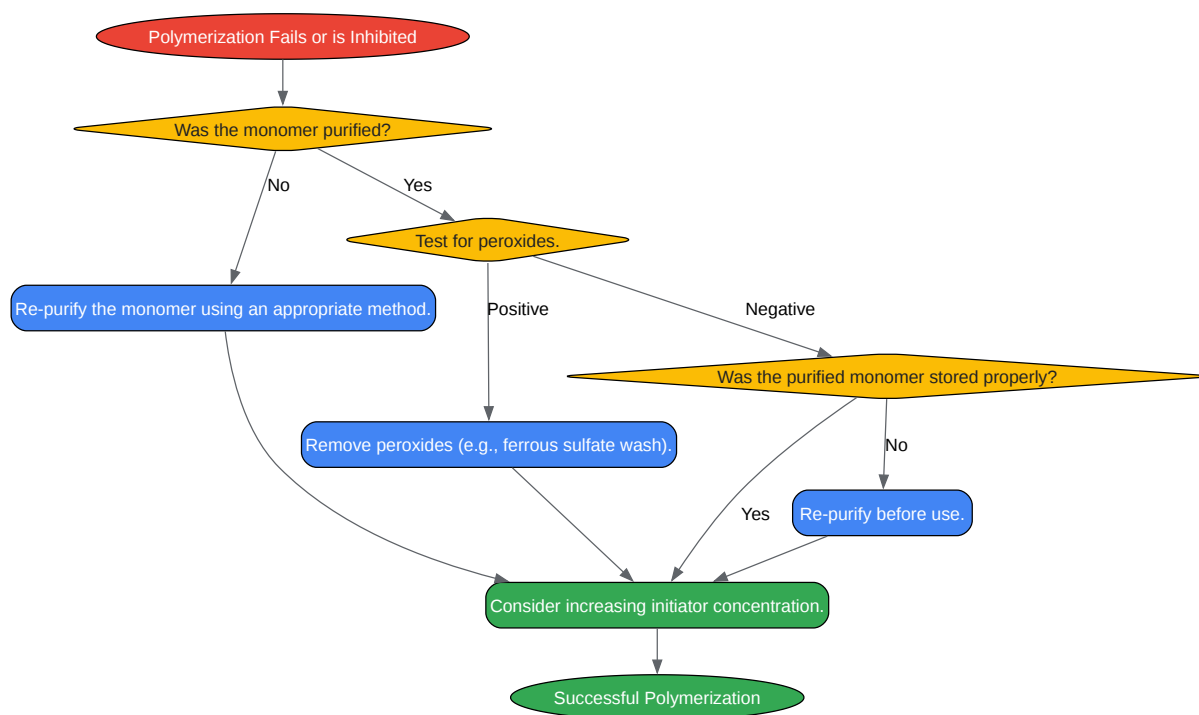 Polymerization Fails or is Inhibited
Was the monomer purified?
No
Yes
Test for peroxides.
Re-purify the monomer using an appropriate method.
Positive
Negative
Was the purified monomer stored properly?
Remove peroxides (e.g., ferrous sulfate wash).
No
Yes
Re-purify before use.
Consider increasing initiator concentration.
Successful Polymerization